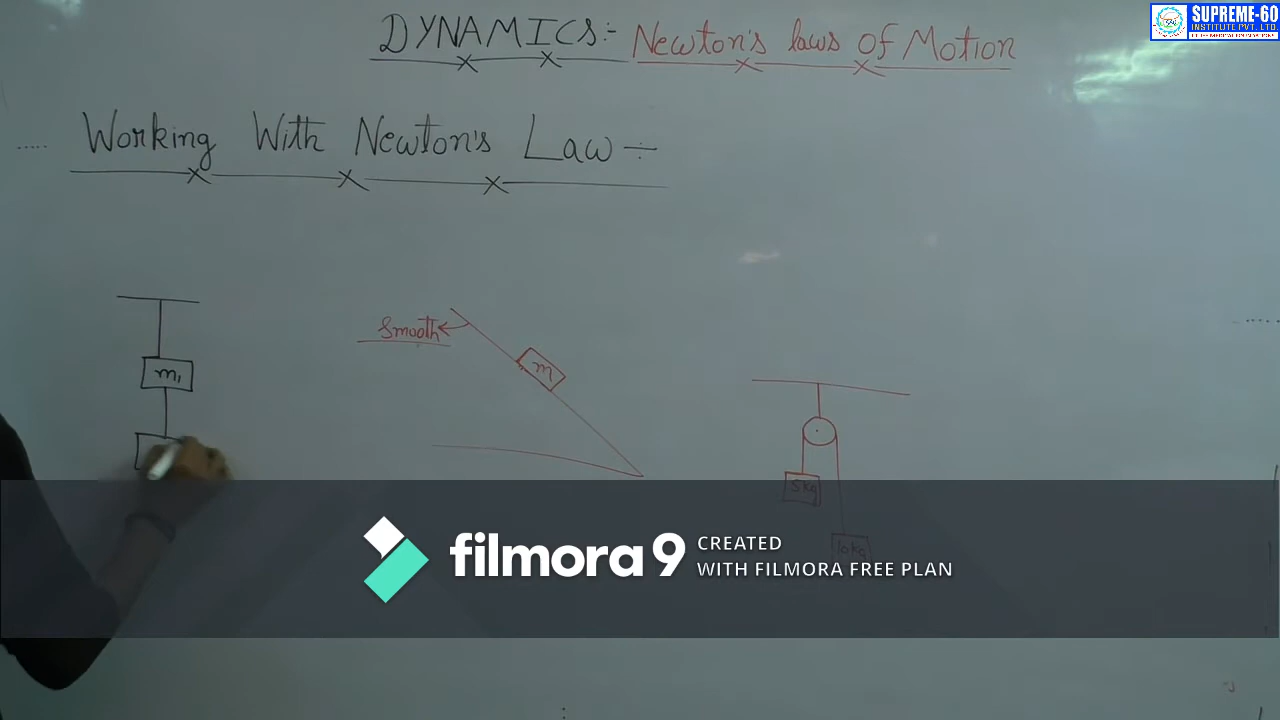 DYNAMICS:- Newton's laws of Motion
SUPREME-60
INSTITUTE PVT. LTD
Working With Newton's Law ÷
Smooth
m
m₁
5kg
10kg
filmora 9
CREATED
WITH FILMORA FREE PLAN